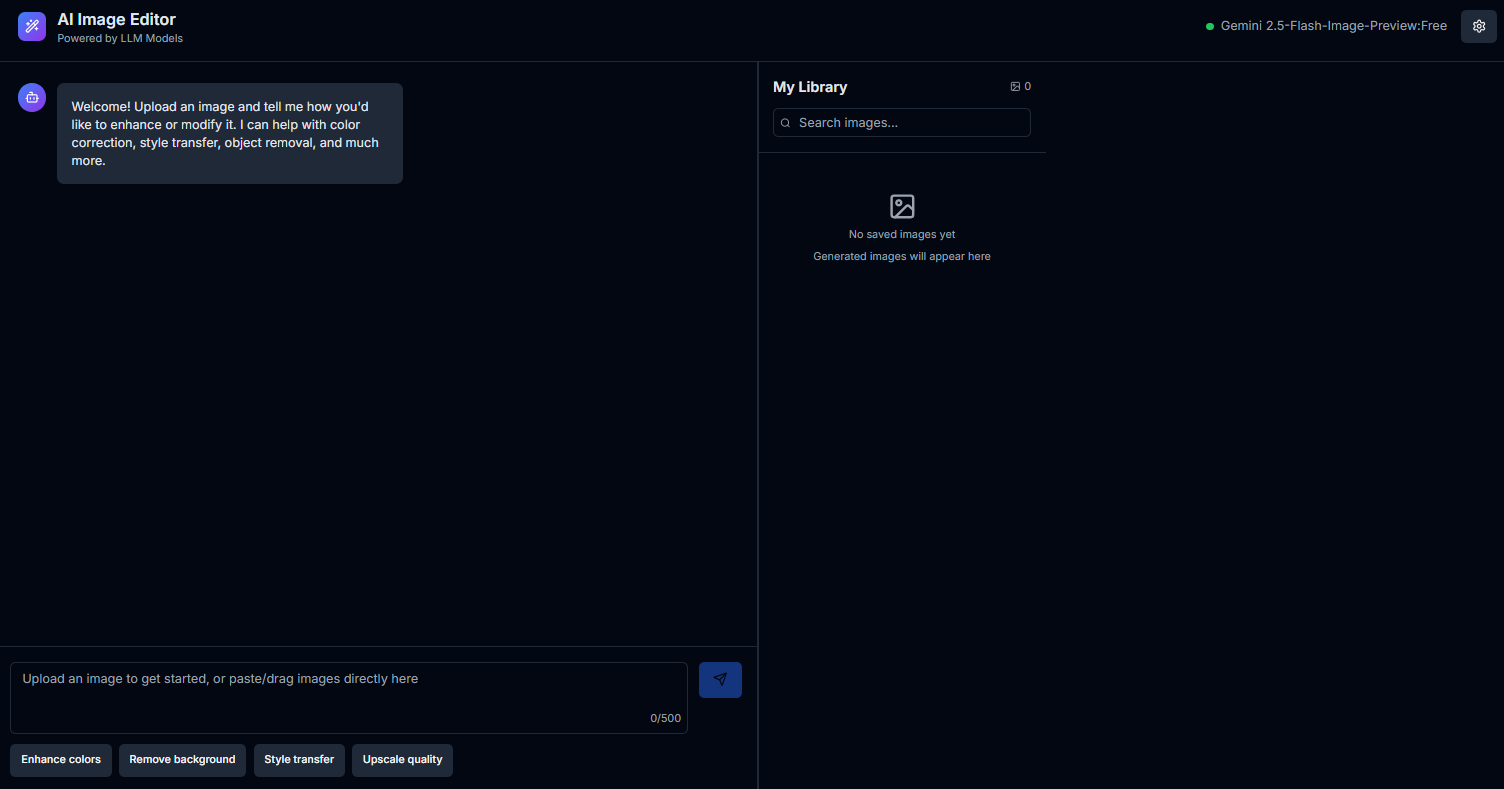 AI Image Editor
Powered by LLM Models
Gemini 2.5-Flash-Image-Preview:Free
Welcome! Upload an image and tell me how you'd
like to enhance or modify it. I can help with color
correction, style transfer, object removal, and much
more.
My Library
0
Search images...
No saved images yet
Generated images will appear here
Upload an image to get started, or paste/drag images directly here
0/500
Enhance colors
Remove background
Style transfer
Upscale quality